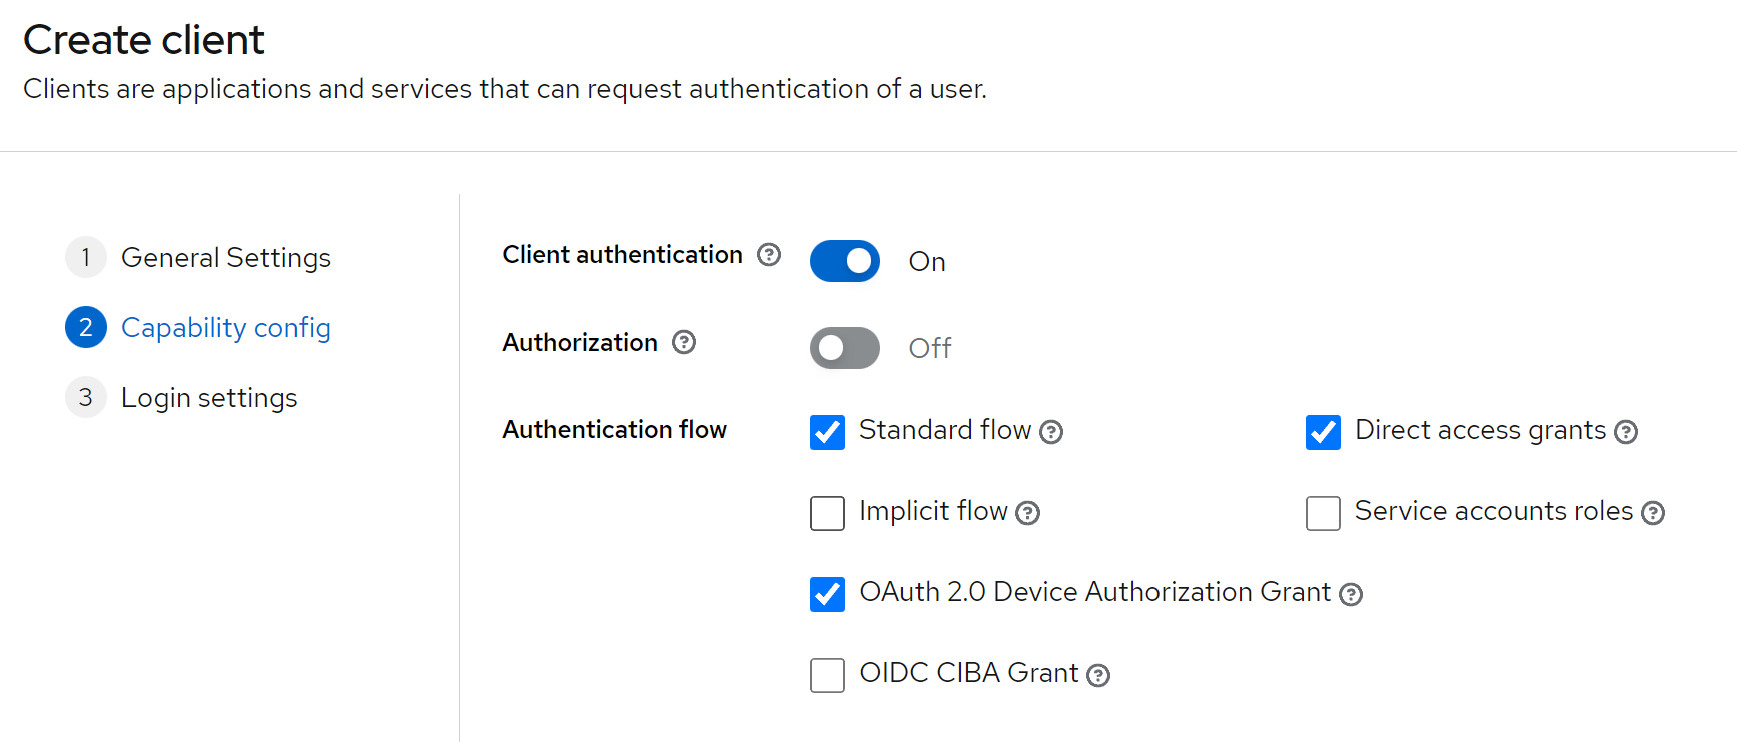 Create client
Clients are applications and services that can request authentication of a user.
1 General Settings
2 Capability config
3 Login settings
Client authentication ? On
Authorization ? Off
Authentication flow
Standard flow ? Direct access grants ?
Implicit flow ? Service accounts roles ?
OAuth 2.0 Device Authorization Grant ?
OIDC CIBA Grant ?